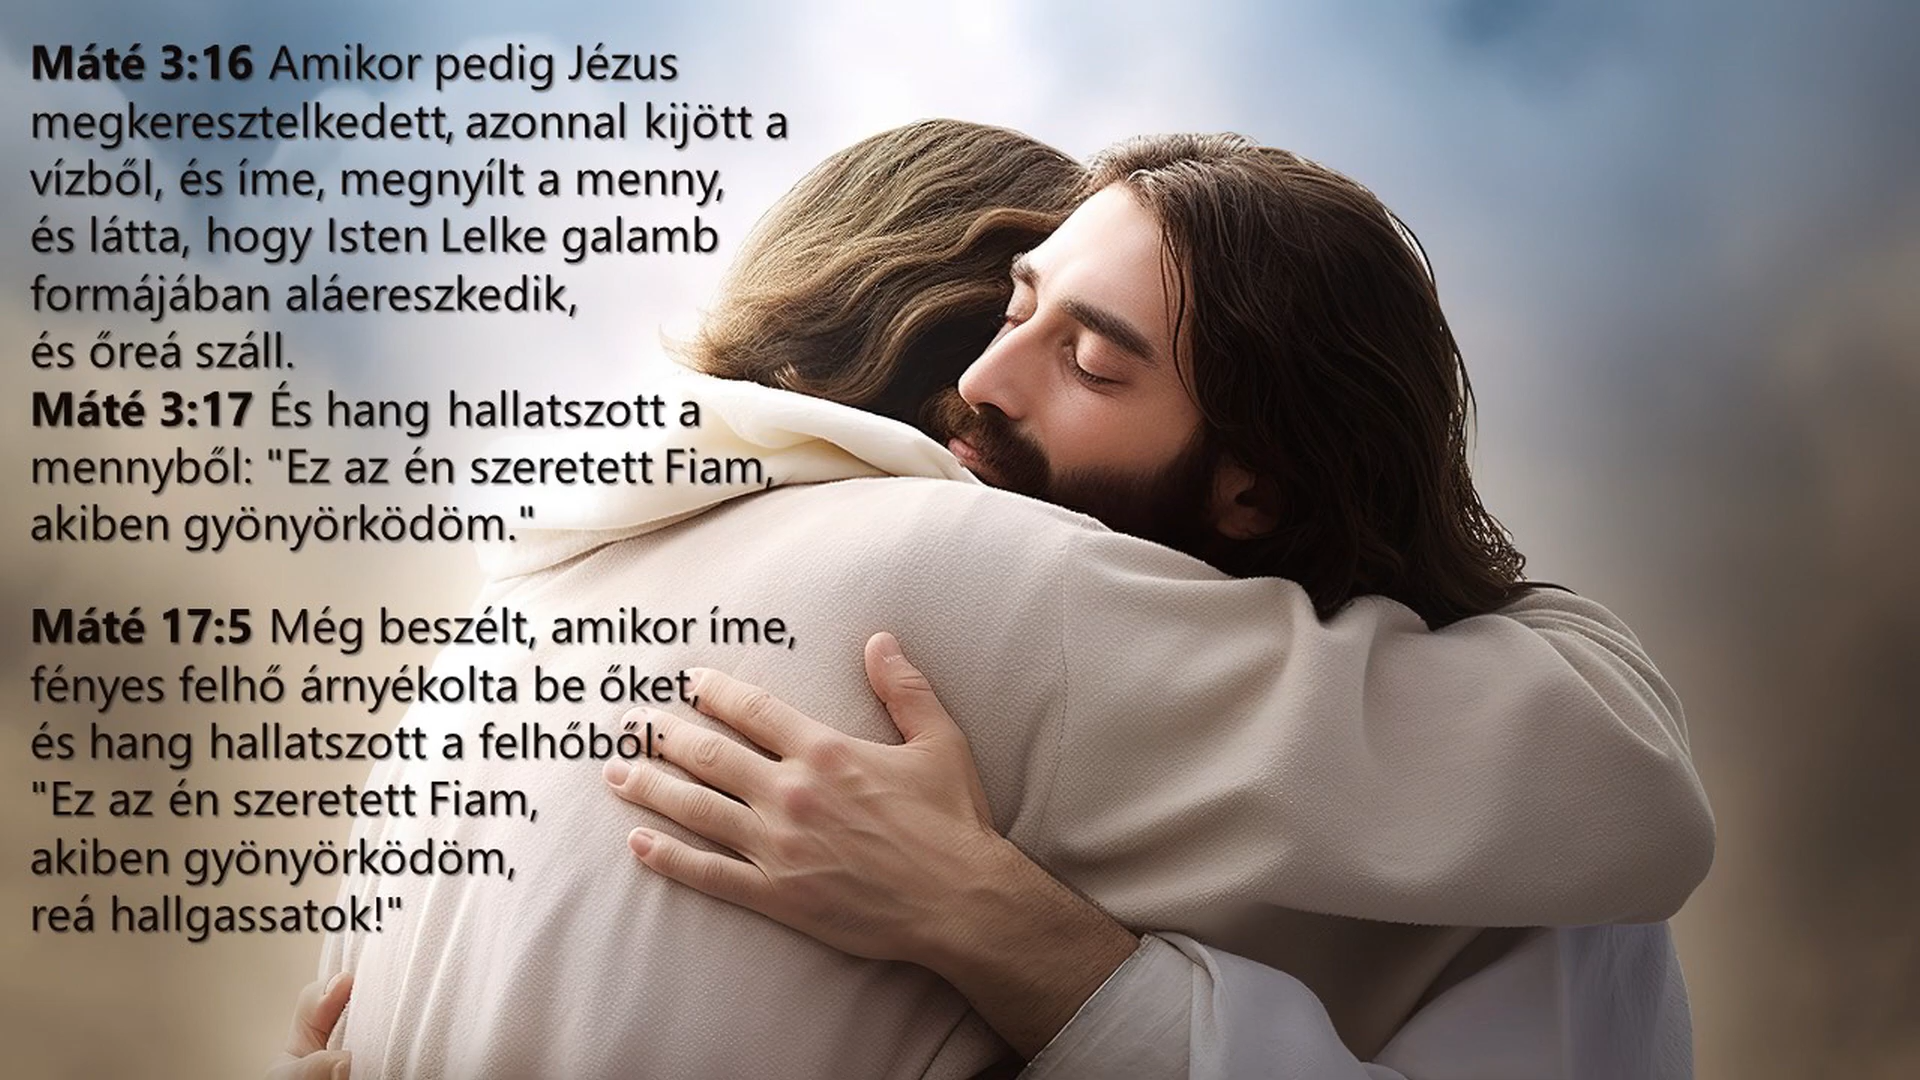 Máté 3:16 Amikor pedig Jézus
megkeresztelkedett, azonnal kijött a
vízből, és íme, megnyílt a menny,
és látta, hogy Isten Lelke galamb
formájában aláereszkedik,
és őreá száll.
Máté 3:17 És hang hallatszott a
mennyből: "Ez az én szeretett Fiam,
akiben gyönyörködöm."
Máté 17:5 Még beszélt, amikor íme,
fényes felhő árnyékolta be őket,
és hang hallatszott a felhőből:
"Ez az én szeretett Fiam,
akiben gyönyörködöm,
reá hallgassatok!"